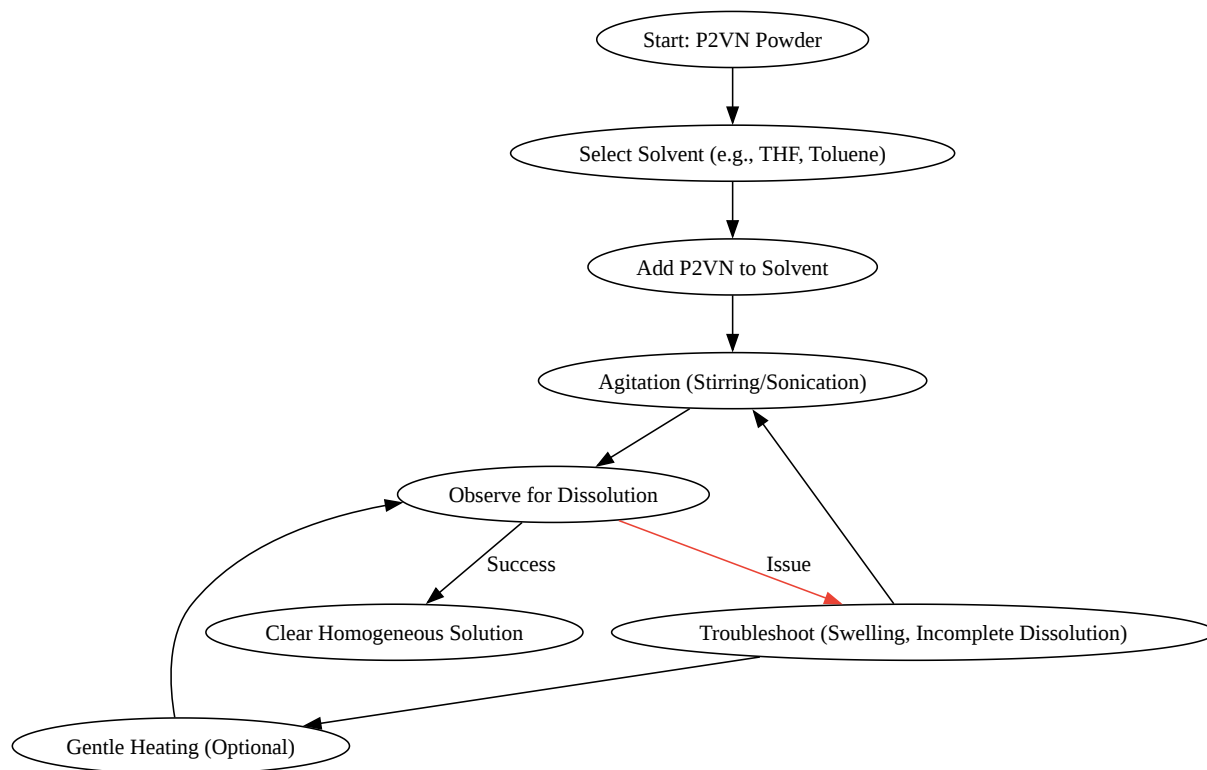 Start: P2VN Powder
Select Solvent (e.g., THF, Toluene)
Add P2VN to Solvent
Agitation (Stirring/Sonication)
Observe for Dissolution
Success
Issue
Clear Homogeneous Solution
Troubleshoot (Swelling, Incomplete Dissolution)
Gentle Heating (Optional)